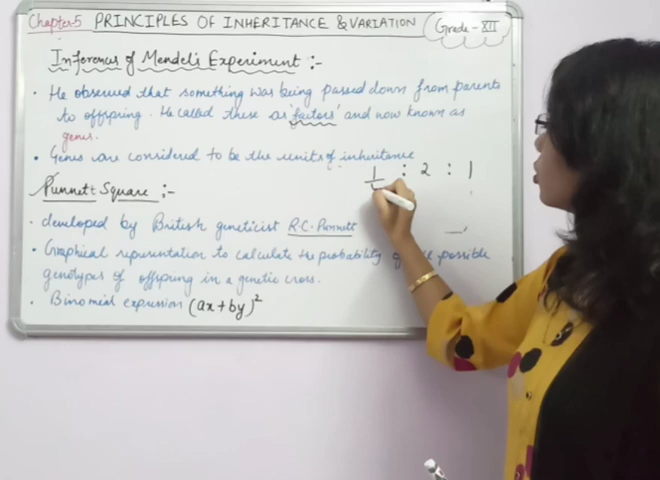 Chapter5 PRINCIPLES OF INHERITANCE & VARIATION
Grade - XII
Inferences of Mendel's Experiment :-
• He observed that something was being passed down from parents
to offspring. He called these as 'factors' and now known as
genes.
• Genes are considered to be the units of inheritance
1 : 2 : 1
Punnett Square :-
• developed by British geneticist R.C. Punnett
• Graphical representation to calculate the probability of possible
genotypes of offspring in a genetic cross.
• Binomial expression (ax+by)²